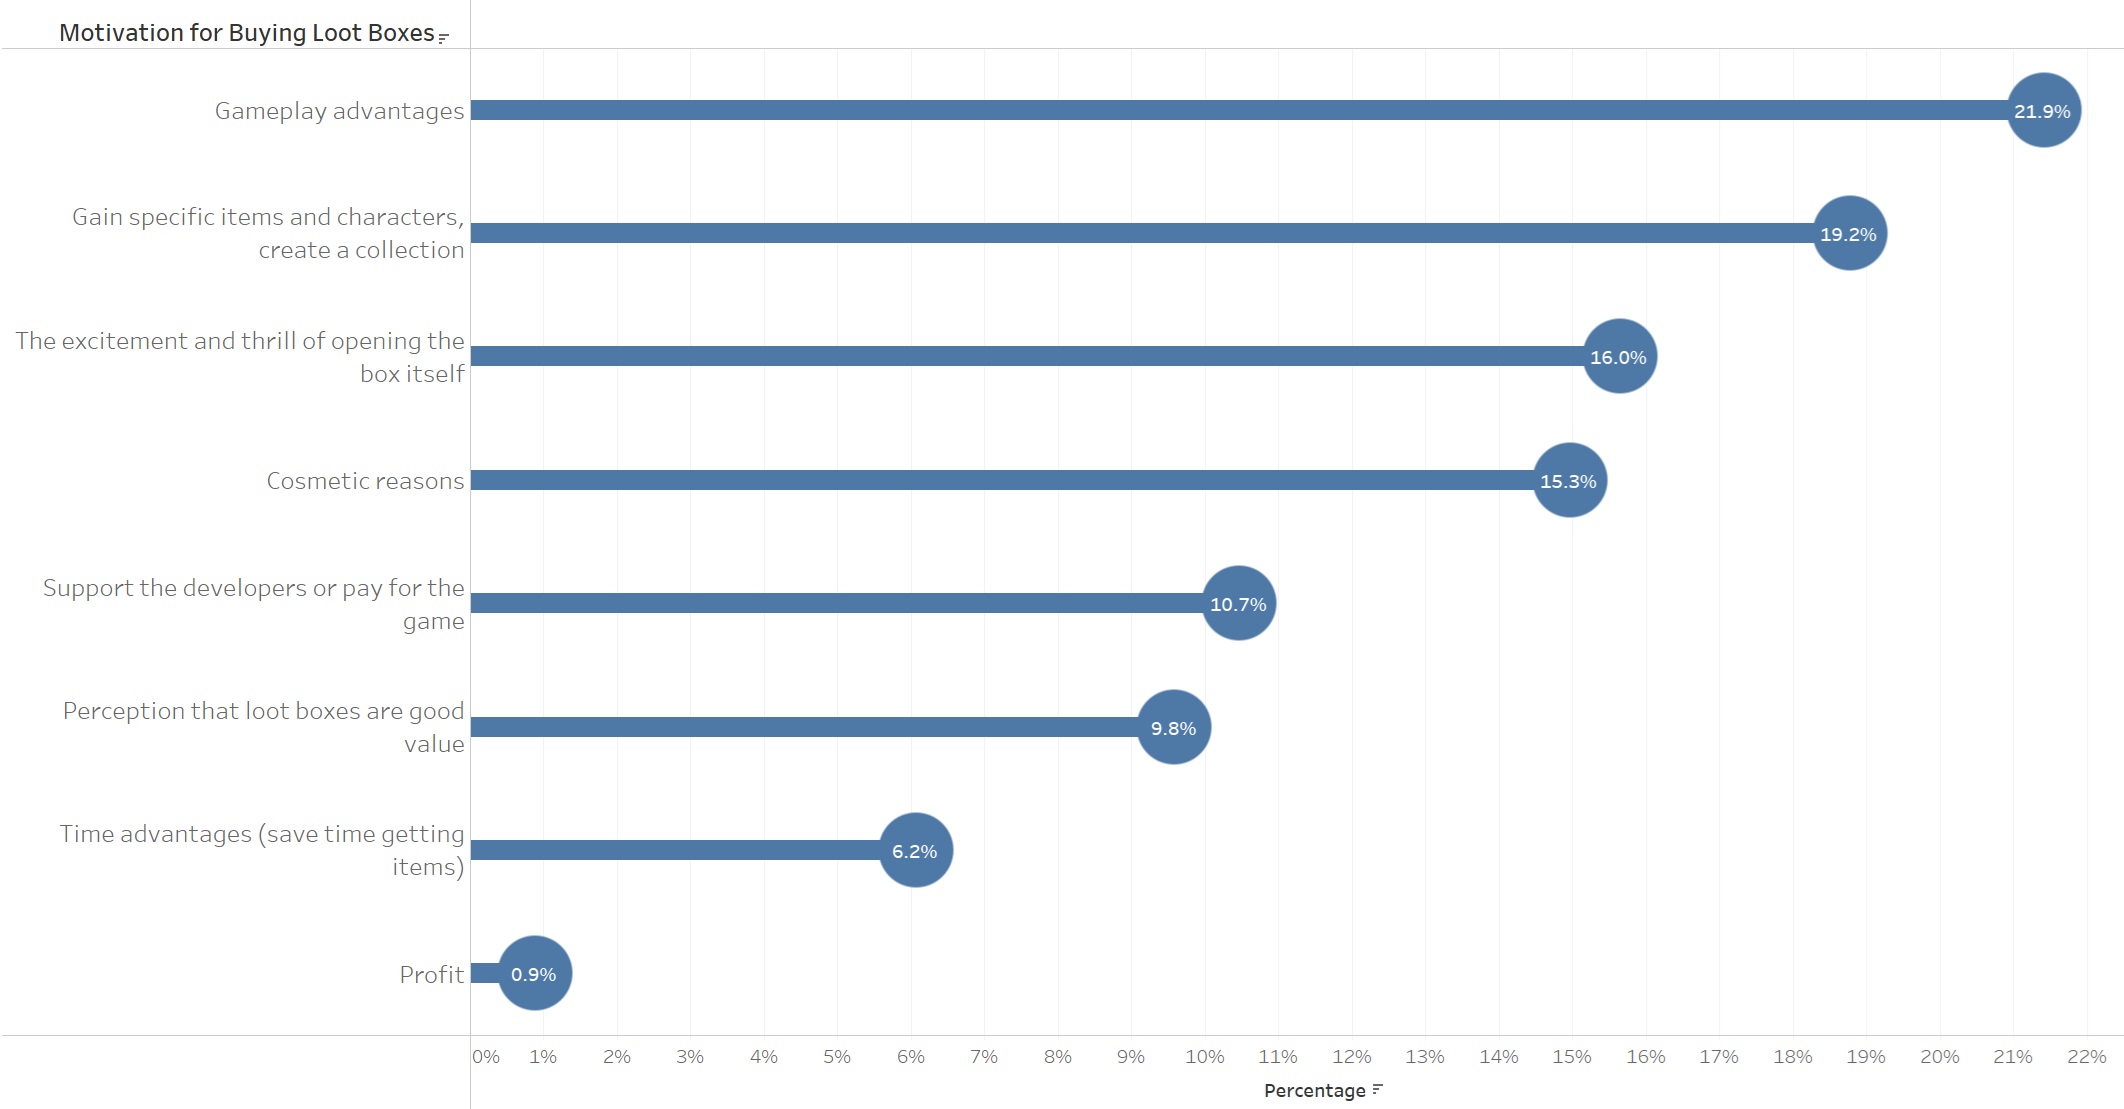 Motivation for Buying Loot Boxes
Gameplay advantages
21.9%
Gain specific items and characters,
create a collection
19.2%
The excitement and thrill of opening the
box itself
16.0%
Cosmetic reasons
15.3%
Support the developers or pay for the
game
10.7%
Perception that loot boxes are good
value
9.8%
Time advantages (save time getting
items)
6.2%
Profit
0.9%
0% 1% 2% 3% 4% 5% 6% 7% 8% 9% 10% 11% 12% 13% 14% 15% 16% 17% 18% 19% 20% 21% 22%
Percentage